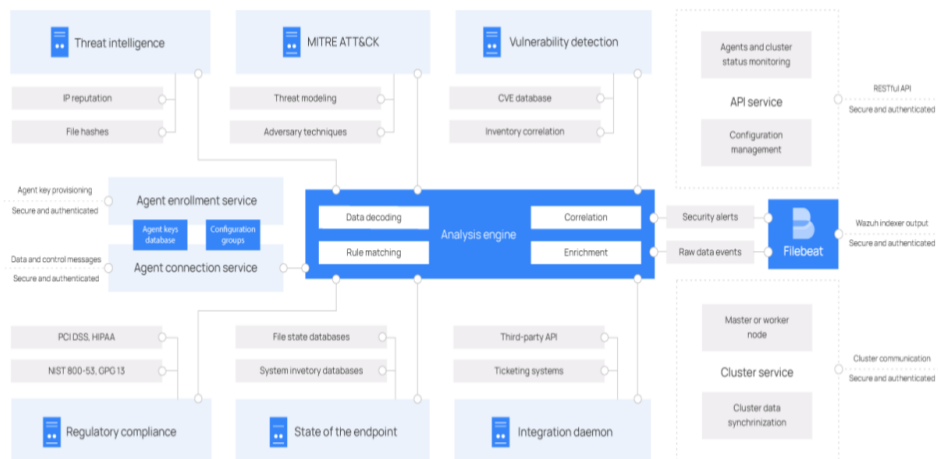 Threat intelligence
IP reputation
File hashes
MITRE ATT&CK
Threat modeling
Adversary techniques
Vulnerability detection
CVE database
Inventory correlation
Agents and cluster
status monitoring
API service
Configuration
management
RESTful API
Secure and authenticated
Agent key provisioning
Secure and authenticated
Agent enrollment service
Agent keys
database
Configuration
groups
Data and control messages
Secure and authenticated
Agent connection service
Data decoding
Rule matching
Analysis engine
Correlation
Enrichment
Security alerts
Raw data events
Filebeat
Wazuh indexer output
Secure and authenticated
PCI DSS, HIPAA
NIST 800-53, GPG 13
Regulatory compliance
File state databases
System invetory databases
State of the endpoint
Third-party API
Ticketing systems
Integration daemon
Master or worker
node
Cluster service
Cluster data
synchrinization
Cluster communication
Secure and authenticated